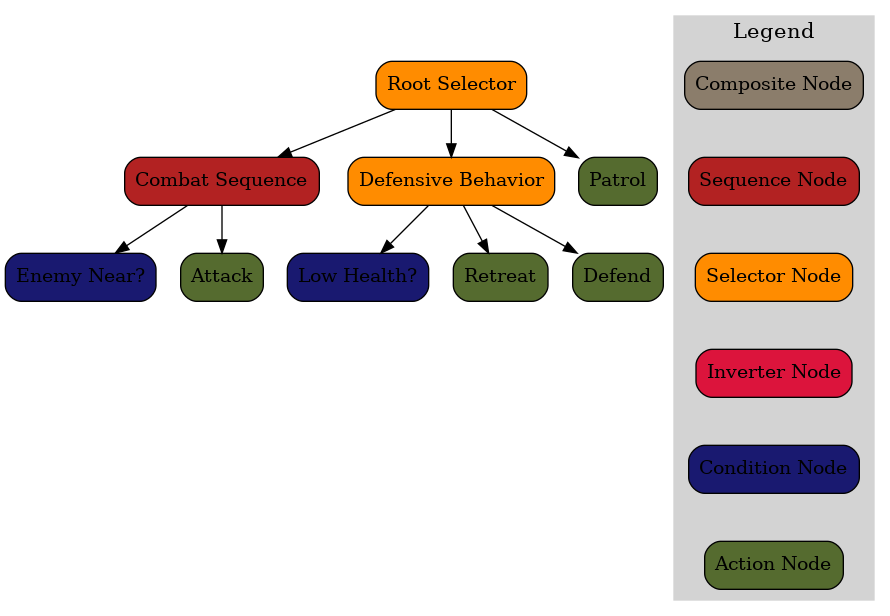 Legend
Root Selector
Composite Node
Combat Sequence
Defensive Behavior
Patrol
Sequence Node
Enemy Near?
Attack
Low Health?
Retreat
Defend
Selector Node
Inverter Node
Condition Node
Action Node